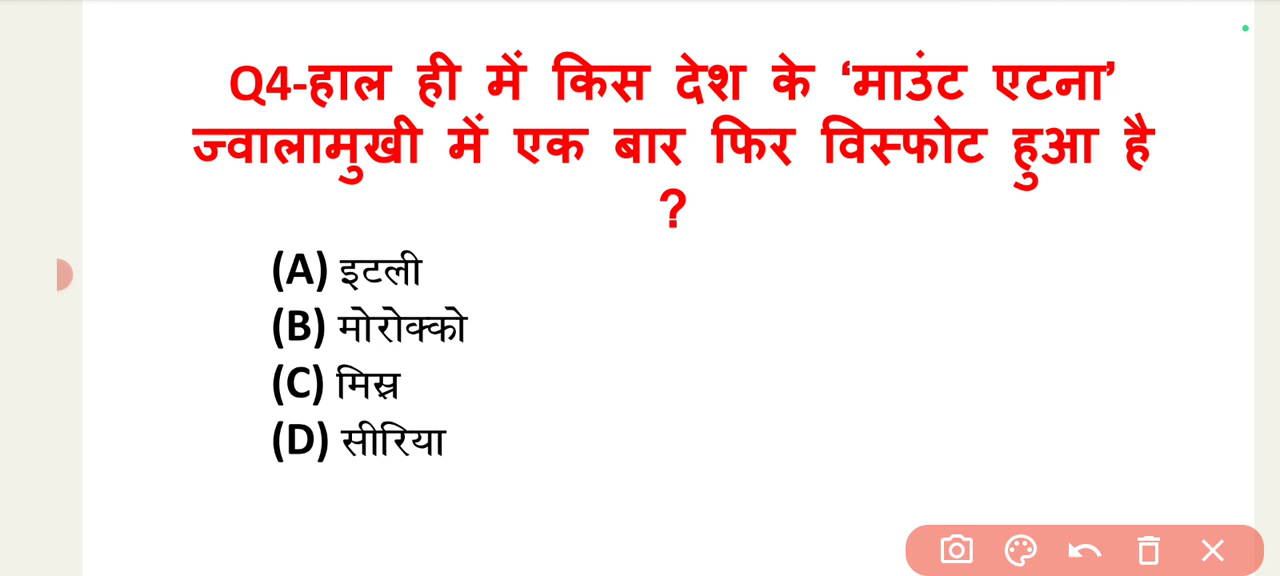 Q4-हाल ही में किस देश के ‘माउंट एटना’
ज्वालामुखी में एक बार फिर विस्फोट हुआ है
?
(A) इटली
(B) मोरोक्को
(C) मिस्र
(D) सीरिया